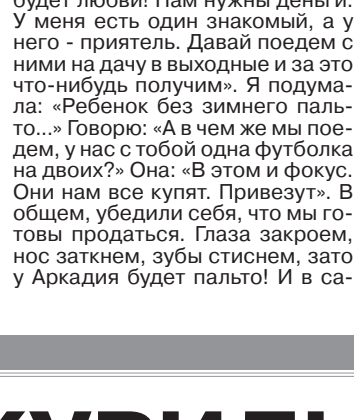 будет любви! Нам нужны деньги.
У меня есть один знакомый, а у
него - приятель. Давай поедем с
ними на дачу в выходные и за это
что-нибудь получим». Я подума-
ла: «Ребенок без зимнего паль-
то...» Говорю: «А в чем же мы пое-
дем, у нас с тобой одна футболка
на двоих?» Она: «В этом и фокус.
Они нам все купят. Привезут». В
общем, убедили себя, что мы го-
товы продаться. Глаза закроем,
нос заткнем, зубы стиснем, зато
у Аркадия будет пальто! И в са-